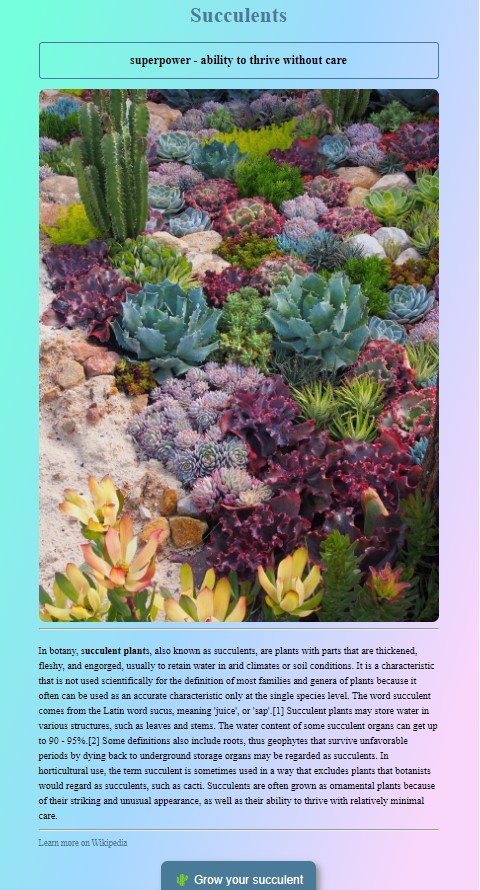 Succulents
superpower - ability to thrive without care
In botany, succulent plants, also known as succulents, are plants with parts that are thickened,
fleshy, and engorged, usually to retain water in arid climates or soil conditions. It is a characteristic
that is not used scientifically for the definition of most families and genera of plants because it
often can be used as an accurate characteristic only at the single species level. The word succulent
comes from the Latin word sucus, meaning 'juice', or 'sap'.[1] Succulent plants may store water in
various structures, such as leaves and stems. The water content of some succulent organs can get up
to 90 - 95%.[2] Some definitions also include roots, thus geophytes that survive unfavorable
periods by dying back to underground storage organs may be regarded as succulents. In
horticultural use, the term succulent is sometimes used in a way that excludes plants that botanists
would regard as succulents, such as cacti. Succulents are often grown as ornamental plants because
of their striking and unusual appearance, as well as their ability to thrive with relatively minimal
care.
Learn more on Wikipedia
🌵 Grow your succulent